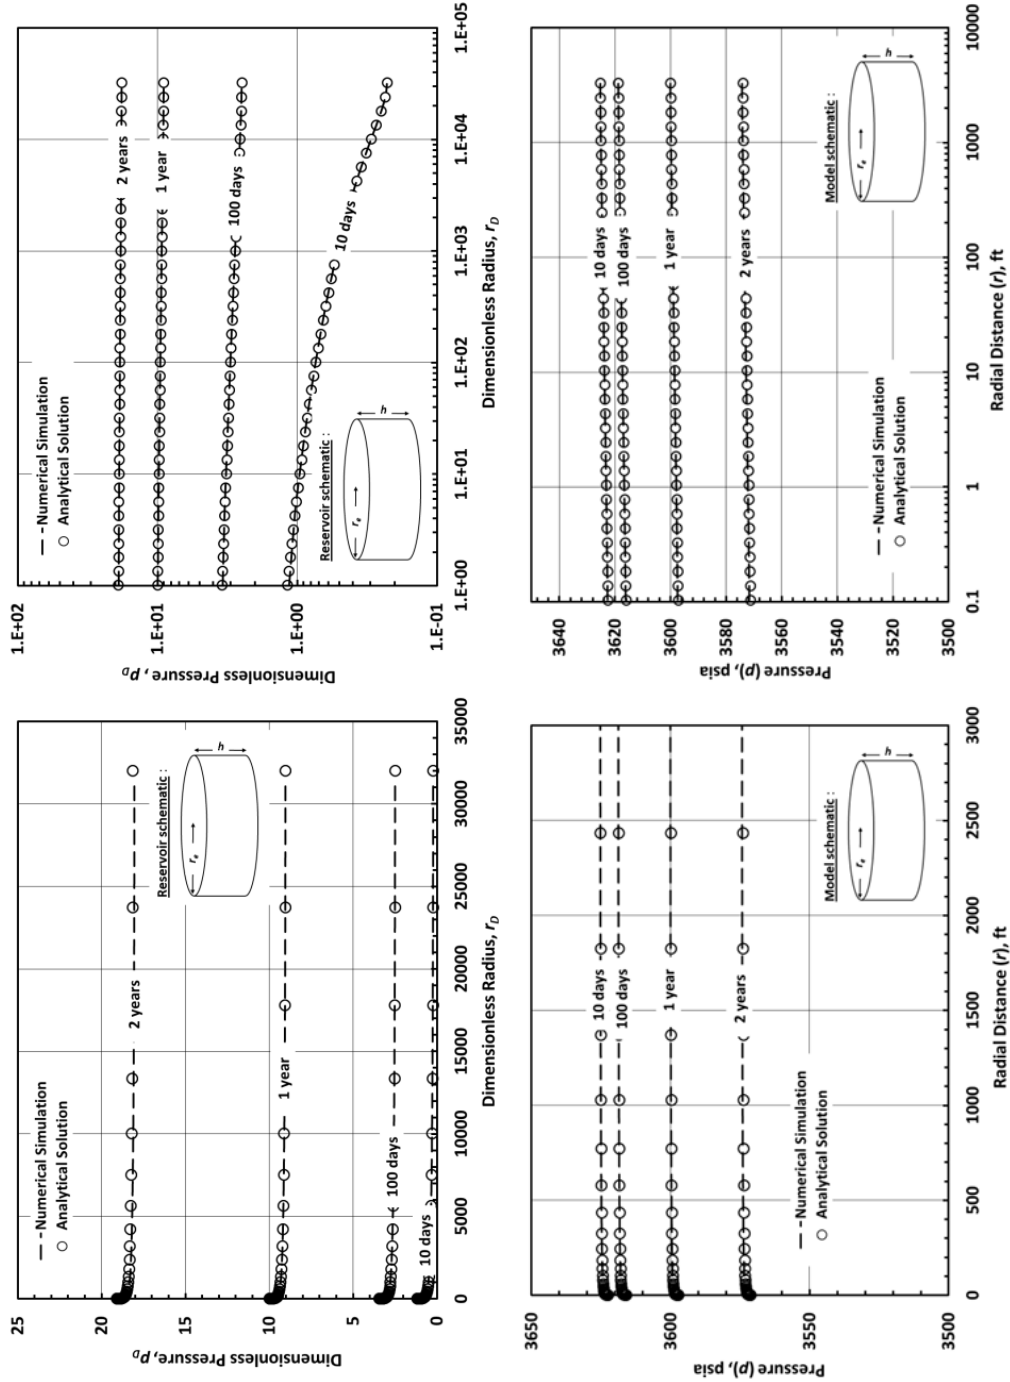 25
20
15
10
5
0
Dimensionless Pressure, pD
— -Numerical Simulation
○ Analytical Solution
2 years
Reservoir schematic :
re
h
1 year
100 days
10 days
0
5000
10000
15000
20000
25000
30000
35000
Dimensionless Radius, rD
1.E+02
1.E+01
1.E+00
1.E-01
Dimensionless Pressure, pD
— -Numerical Simulation
○ Analytical Solution
2 years
1 year
100 days
10 days
Reservoir schematic :
re
h
1.E+00
1.E+01
1.E+02
1.E+03
1.E+04
1.E+05
Dimensionless Radius, rD
3650
3600
3550
3500
Pressure (p), psia
10 days
100 days
1 year
2 years
— -Numerical Simulation
○ Analytical Solution
Model schematic :
re
h
0
500
1000
1500
2000
2500
3000
Radial Distance (r), ft
3640
3620
3600
3580
3560
3540
3520
3500
Pressure (p), psia
10 days
100 days
1 year
2 years
— -Numerical Simulation
○ Analytical Solution
Model schematic :
re
h
0.1
1
10
100
1000
10000
Radial Distance (r), ft